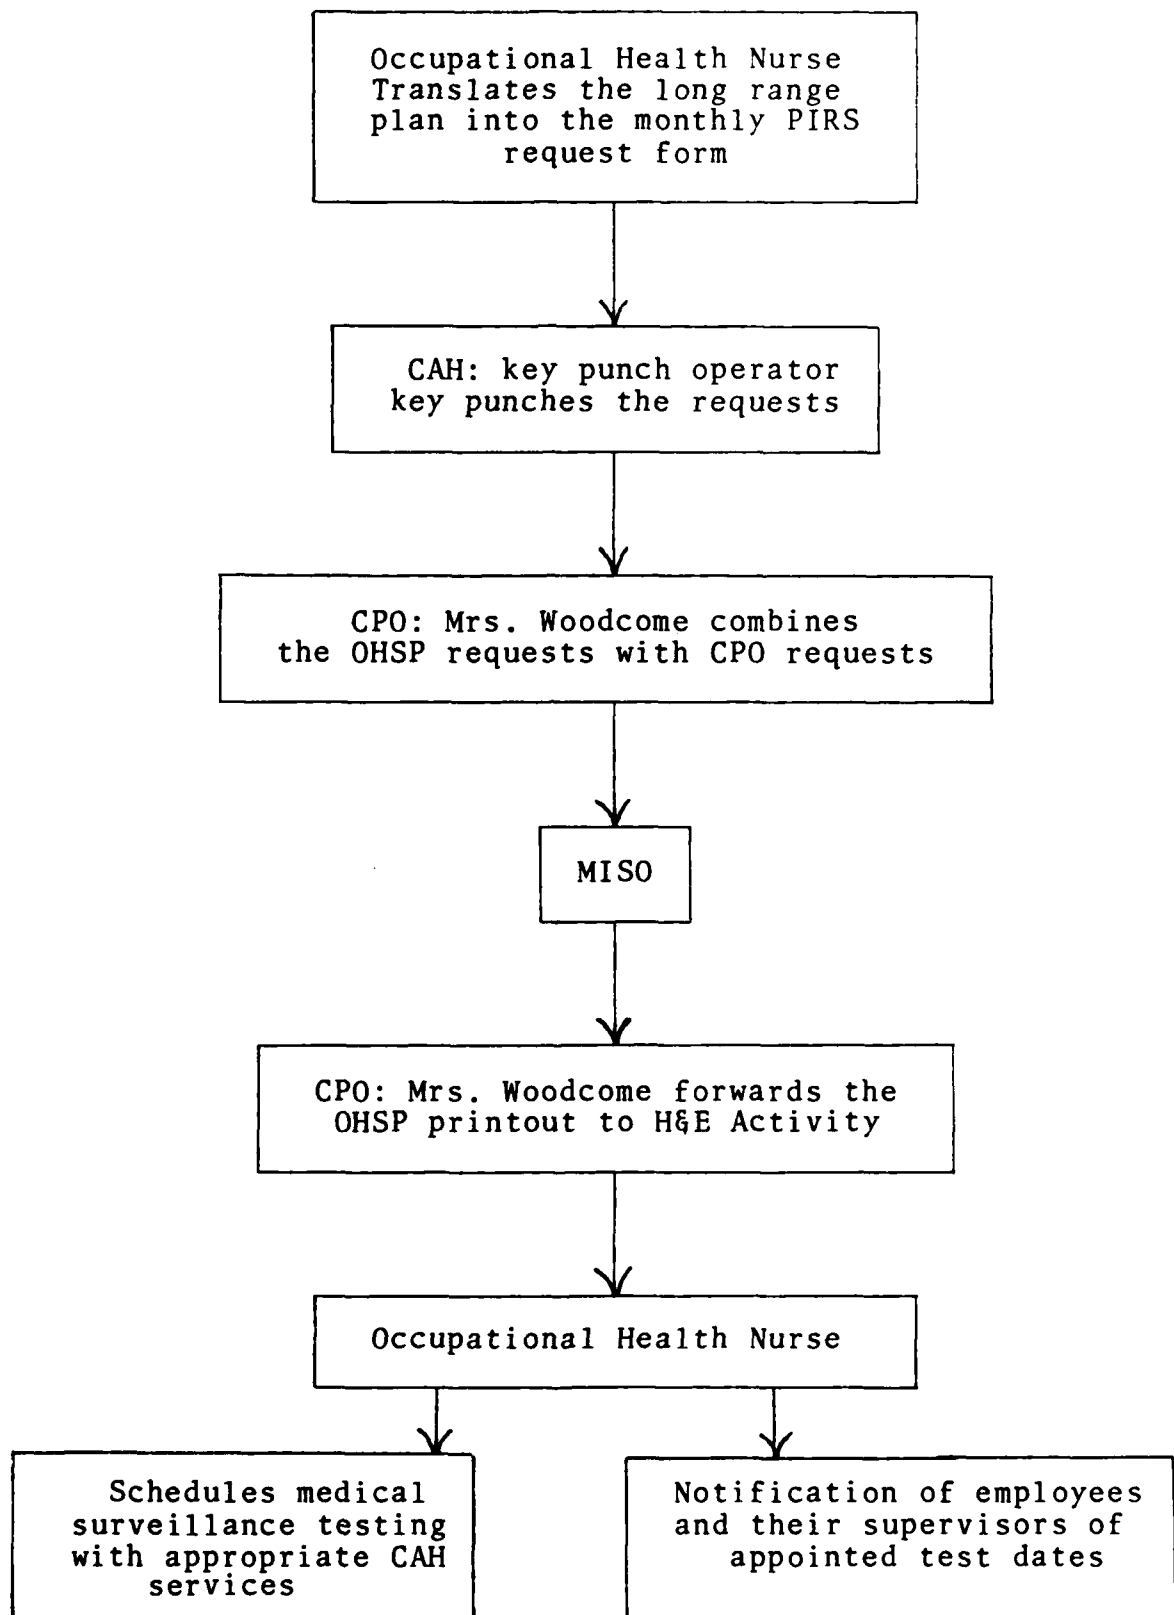 Occupational Health Nurse
Translates the long range
plan into the monthly PIRS
request form
CAH: key punch operator
key punches the requests
CPO: Mrs. Woodcome combines
the OHSP requests with CPO requests
MISO
CPO: Mrs. Woodcome forwards the
OHSP printout to H&E Activity
Occupational Health Nurse
Schedules medical
surveillance testing
with appropriate CAH
services
Notification of employees
and their supervisors of
appointed test dates